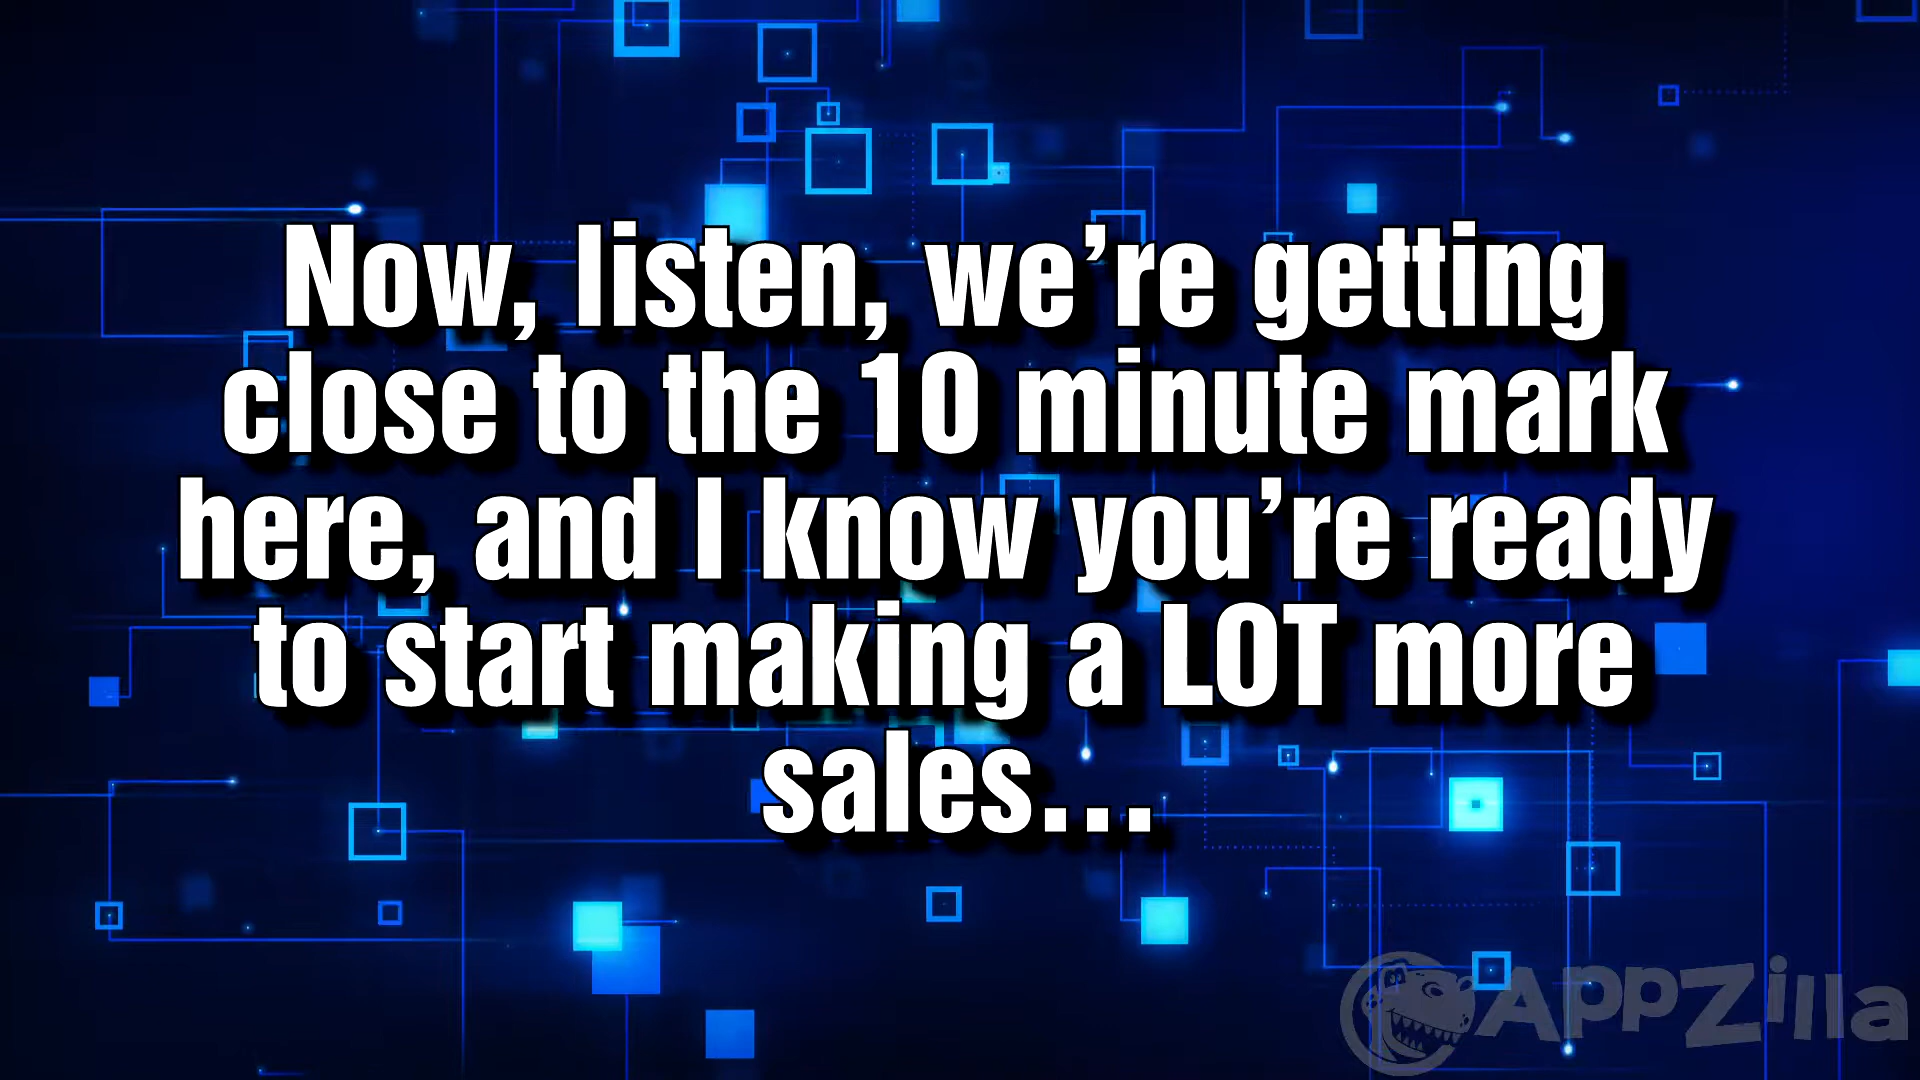 Now, listen, we’re getting
close to the 10 minute mark
here, and I know you’re ready
to start making a LOT more
sales...
AppZilla